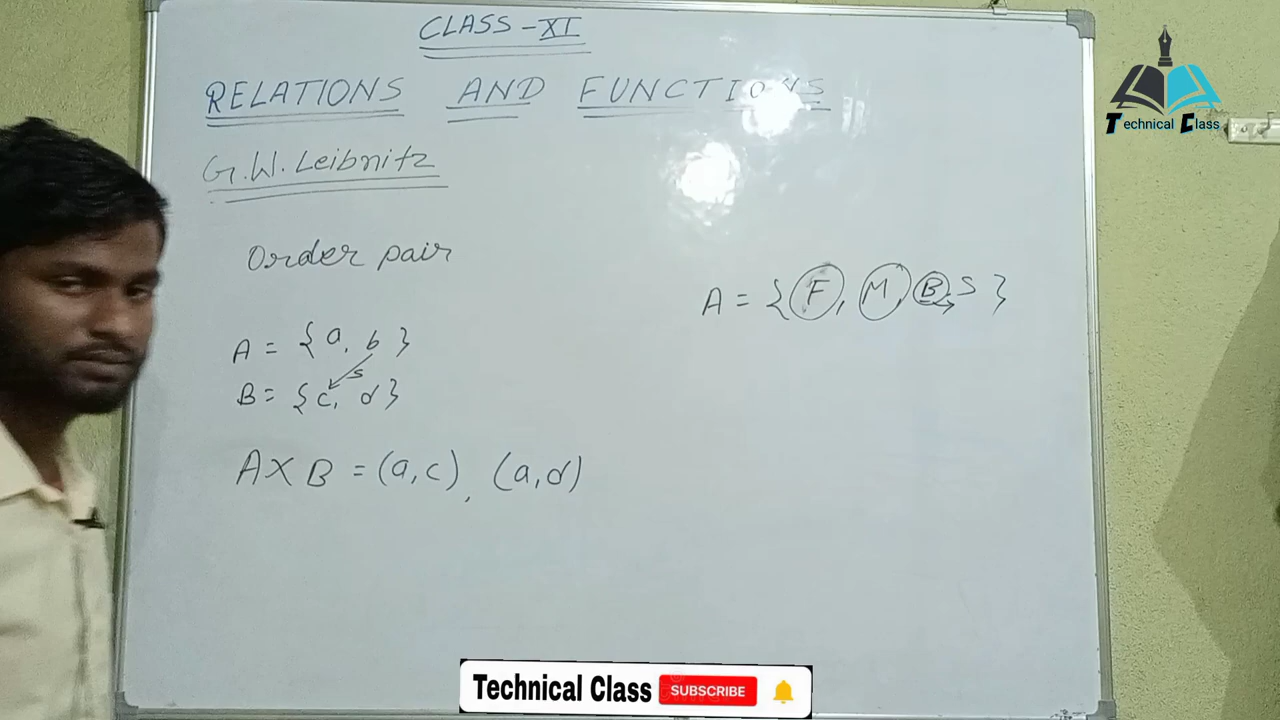 CLASS-XI
RELATIONS AND FUNCTIONS
G.W. Leibnitz
Order pair
A = {F, M, B, S}
A = {a, b}
B = {c, d}
A X B = (a,c), (a,d)
Technical Class
Technical Class SUBSCRIBE